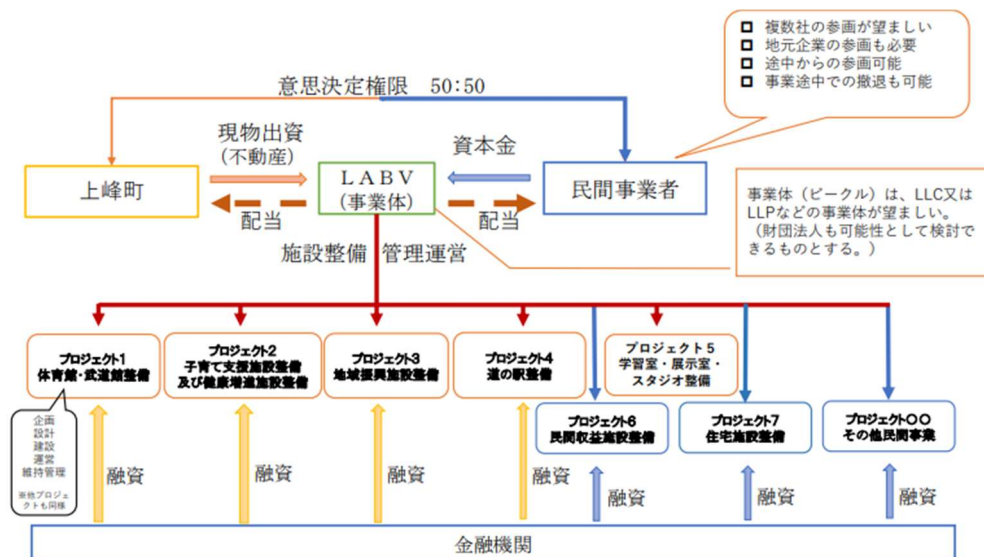 □ 複数社の参画が望ましい
□ 地元企業の参画も必要
□ 途中からの参画可能
□ 事業途中での撤退も可能
意思決定権限 50:50
現物出資
(不動産)
資本金
上峰町
LABV
(事業体)
民間事業者
配当
配当
事業体（ビークル）は、LLC又は
LLPなどの事業体が望ましい。
（財団法人も可能性として検討で
きるものとする。）
施設整備
管理運営
プロジェクト1
体育館・武道館整備
プロジェクト2
子育て支援施設整備
及び健康増進施設整備
プロジェクト3
地域振興施設整備
プロジェクト4
道の駅整備
プロジェクト５
学習室・展示室・
スタジオ整備
プロジェクト6
民間収益施設整備
プロジェクト7
住宅施設整備
プロジェクト〇〇
その他民間事業
企画
設計
建設
運営
維持管理
※他プロジェ
クトも同様
融資
融資
融資
融資
融資
融資
融資
金融機関